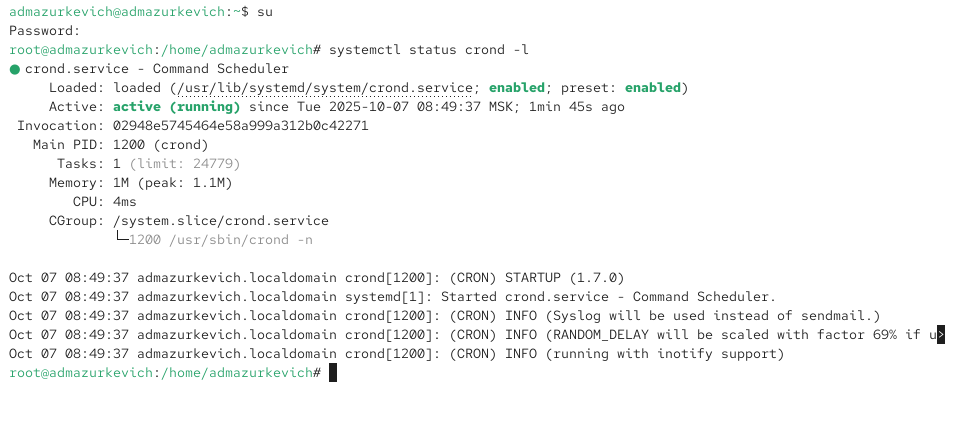 admazurkevich@admazurkevich:~$ su
Password:
root@admazurkevich:/home/admazurkevich# systemctl status crond -l
● crond.service - Command Scheduler
     Loaded: loaded (/usr/lib/systemd/system/crond.service; enabled; preset: enabled)
     Active: active (running) since Tue 2025-10-07 08:49:37 MSK; 1min 45s ago
 Invocation: 02948e5745464e58a999a312b0c42271
   Main PID: 1200 (crond)
      Tasks: 1 (limit: 24779)
     Memory: 1M (peak: 1.1M)
        CPU: 4ms
     CGroup: /system.slice/crond.service
             └─1200 /usr/sbin/crond -n

Oct 07 08:49:37 admazurkevich.localdomain crond[1200]: (CRON) STARTUP (1.7.0)
Oct 07 08:49:37 admazurkevich.localdomain systemd[1]: Started crond.service - Command Scheduler.
Oct 07 08:49:37 admazurkevich.localdomain crond[1200]: (CRON) INFO (Syslog will be used instead of sendmail.)
Oct 07 08:49:37 admazurkevich.localdomain crond[1200]: (CRON) INFO (RANDOM_DELAY will be scaled with factor 69% if u>
Oct 07 08:49:37 admazurkevich.localdomain crond[1200]: (CRON) INFO (running with inotify support)
root@admazurkevich:/home/admazurkevich#